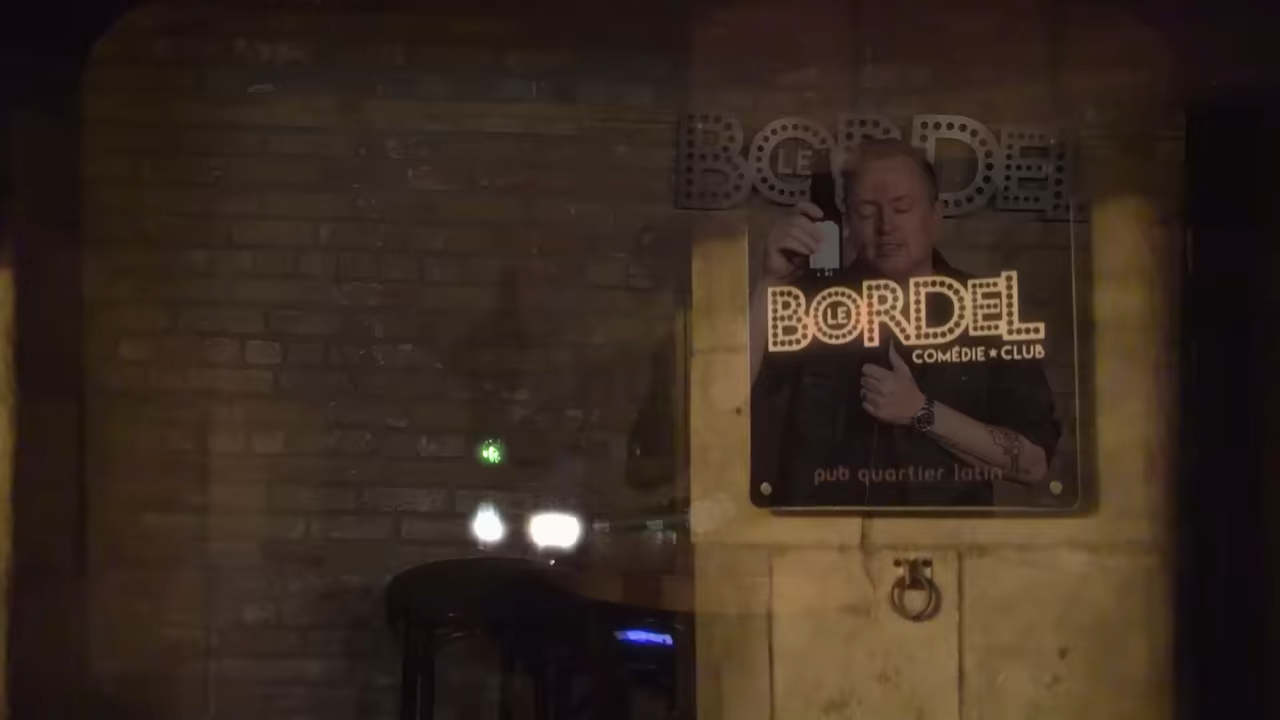 LE
BORDEL
LE
BORDEL
COMÉDIE★CLUB
pub quartier latin